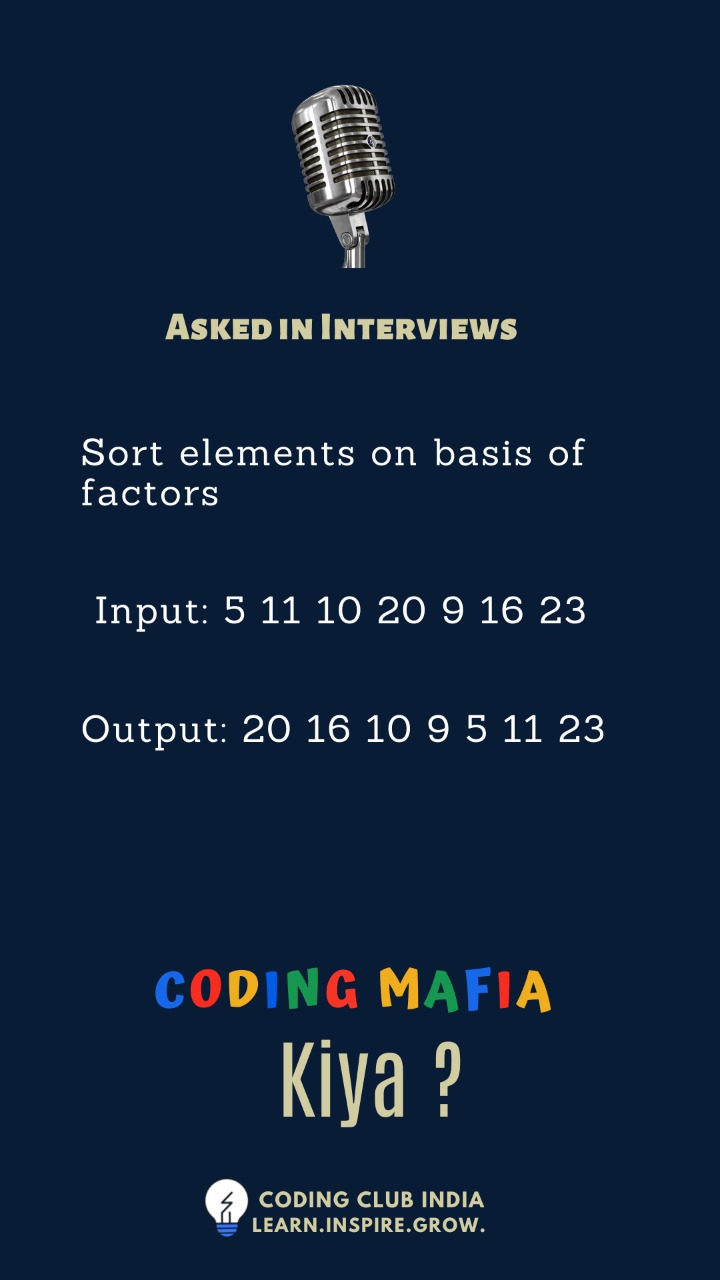 Asked in Interviews
Sort elements on basis of
factors
Input: 5 11 10 20 9 16 23
Output: 20 16 10 9 5 11 23
CODING MAFIA
Kiya ?
CODING CLUB INDIA
LEARN.INSPIRE.GROW.